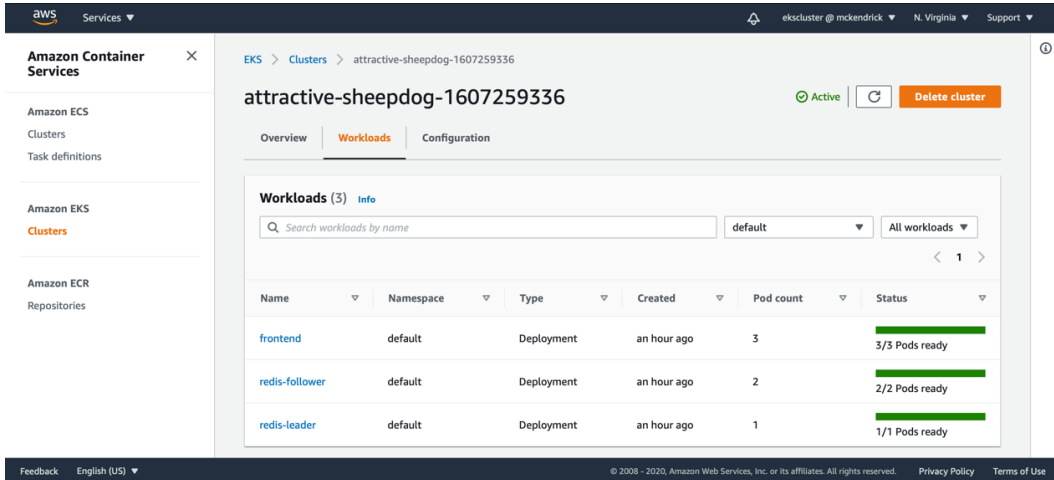 aws Services ▼ ekscluster @ mckendrick ▼ N. Virginia ▼ Support ▼
Amazon Container Services
Amazon ECS
Clusters
Task definitions
Amazon EKS
Clusters
Amazon ECR
Repositories
EKS > Clusters > attractive-sheepdog-1607259336
attractive-sheepdog-1607259336 Active Delete cluster
Overview Workloads Configuration
Workloads (3) Info
Search workloads by name default ▼ All workloads ▼
< 1 >
Name Namespace Type Created Pod count Status
frontend default Deployment an hour ago 3 3/3 Pods ready
redis-follower default Deployment an hour ago 2 2/2 Pods ready
redis-leader default Deployment an hour ago 1 1/1 Pods ready
Feedback English (US) ▼ © 2008 - 2020, Amazon Web Services, Inc. or its affiliates. All rights reserved. Privacy Policy Terms of Use